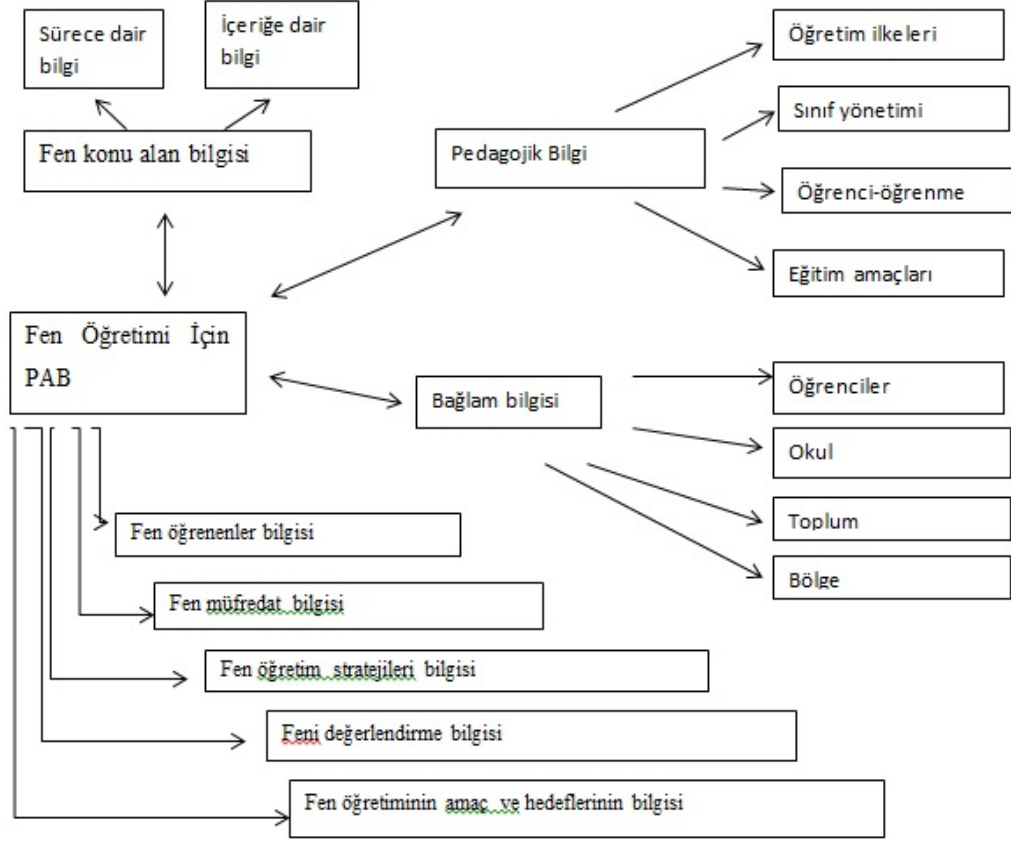 Sürece dair
bilgi
İçeriğe dair
bilgi
Fen konu alan bilgisi
Pedagojik Bilgi
Öğretim ilkeleri
Sınıf yönetimi
Öğrenci-öğrenme
Eğitim amaçları
Fen Öğretimi İçin
PAB
Bağlam bilgisi
Öğrenciler
Okul
Toplum
Bölge
Fen öğrenenler bilgisi
Fen müfredat bilgisi
Fen öğretim stratejileri bilgisi
Feni değerlendirme bilgisi
Fen öğretiminin amaç ve hedeflerinin bilgisi